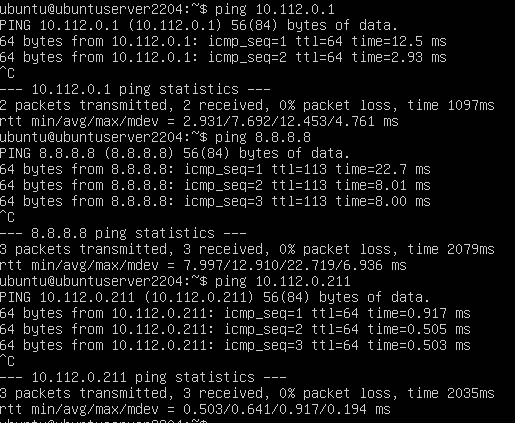 ubuntu@ubuntuserver2204:~$ ping 10.112.0.1
PING 10.112.0.1 (10.112.0.1) 56(84) bytes of data.
64 bytes from 10.112.0.1: icmp_seq=1 ttl=64 time=12.5 ms
64 bytes from 10.112.0.1: icmp_seq=2 ttl=64 time=2.93 ms
^C
--- 10.112.0.1 ping statistics ---
2 packets transmitted, 2 received, 0% packet loss, time 1097ms
rtt min/avg/max/mdev = 2.931/7.692/12.453/4.761 ms
ubuntu@ubuntuserver2204:~$ ping 8.8.8.8
PING 8.8.8.8 (8.8.8.8) 56(84) bytes of data.
64 bytes from 8.8.8.8: icmp_seq=1 ttl=113 time=22.7 ms
64 bytes from 8.8.8.8: icmp_seq=2 ttl=113 time=8.01 ms
64 bytes from 8.8.8.8: icmp_seq=3 ttl=113 time=8.00 ms
^C
--- 8.8.8.8 ping statistics ---
3 packets transmitted, 3 received, 0% packet loss, time 2079ms
rtt min/avg/max/mdev = 7.997/12.910/22.719/6.936 ms
ubuntu@ubuntuserver2204:~$ ping 10.112.0.211
PING 10.112.0.211 (10.112.0.211) 56(84) bytes of data.
64 bytes from 10.112.0.211: icmp_seq=1 ttl=64 time=0.917 ms
64 bytes from 10.112.0.211: icmp_seq=2 ttl=64 time=0.505 ms
64 bytes from 10.112.0.211: icmp_seq=3 ttl=64 time=0.503 ms
^C
--- 10.112.0.211 ping statistics ---
3 packets transmitted, 3 received, 0% packet loss, time 2035ms
rtt min/avg/max/mdev = 0.503/0.641/0.917/0.194 ms
ubuntu@ubuntuserver2204:~$